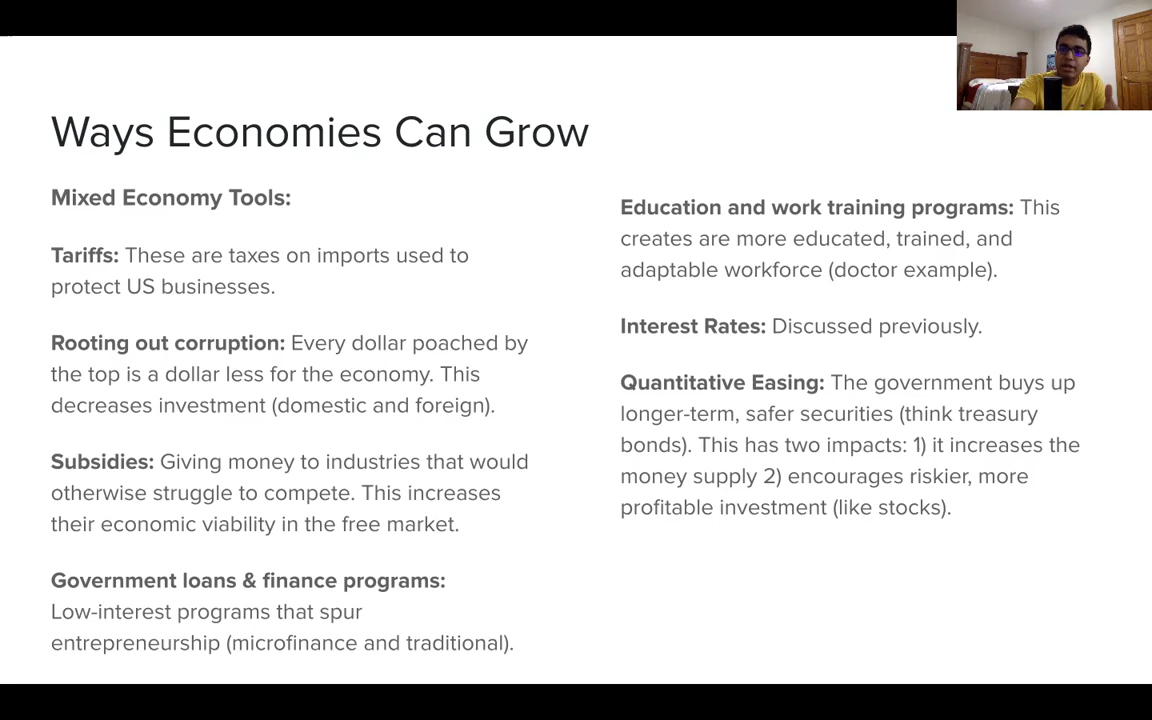 Ways Economies Can Grow
Mixed Economy Tools:
Tariffs: These are taxes on imports used to
protect US businesses.
Rooting out corruption: Every dollar poached by
the top is a dollar less for the economy. This
decreases investment (domestic and foreign).
Subsidies: Giving money to industries that would
otherwise struggle to compete. This increases
their economic viability in the free market.
Government loans & finance programs:
Low-interest programs that spur
entrepreneurship (microfinance and traditional).
Education and work training programs: This
creates are more educated, trained, and
adaptable workforce (doctor example).
Interest Rates: Discussed previously.
Quantitative Easing: The government buys up
longer-term, safer securities (think treasury
bonds). This has two impacts: 1) it increases the
money supply 2) encourages riskier, more
profitable investment (like stocks).